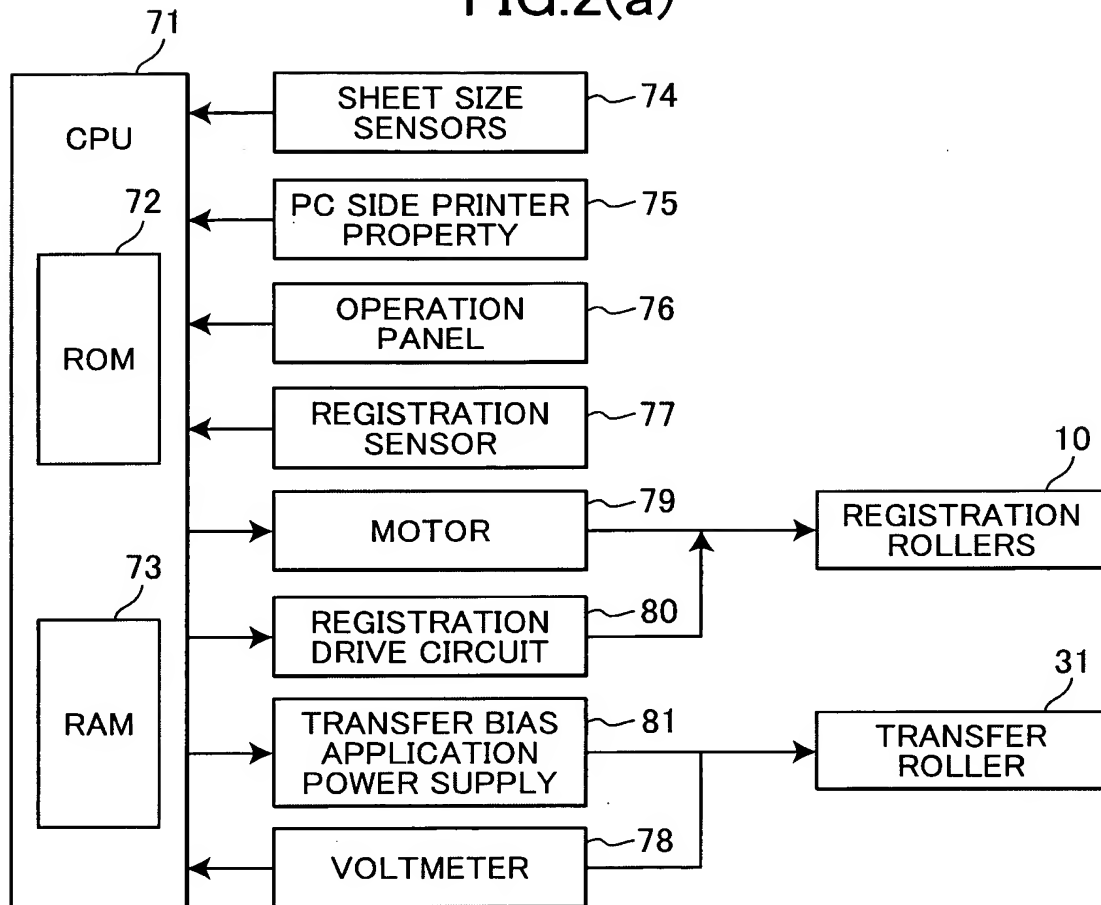 FIG.2(a)
71
CPU
72
ROM
73
RAM
SHEET SIZE
SENSORS
74
PC SIDE PRINTER
PROPERTY
75
OPERATION
PANEL
76
REGISTRATION
SENSOR
77
MOTOR
79
REGISTRATION
DRIVE CIRCUIT
80
TRANSFER BIAS
APPLICATION
POWER SUPPLY
81
VOLTMETER
78
10
REGISTRATION
ROLLERS
31
TRANSFER
ROLLER